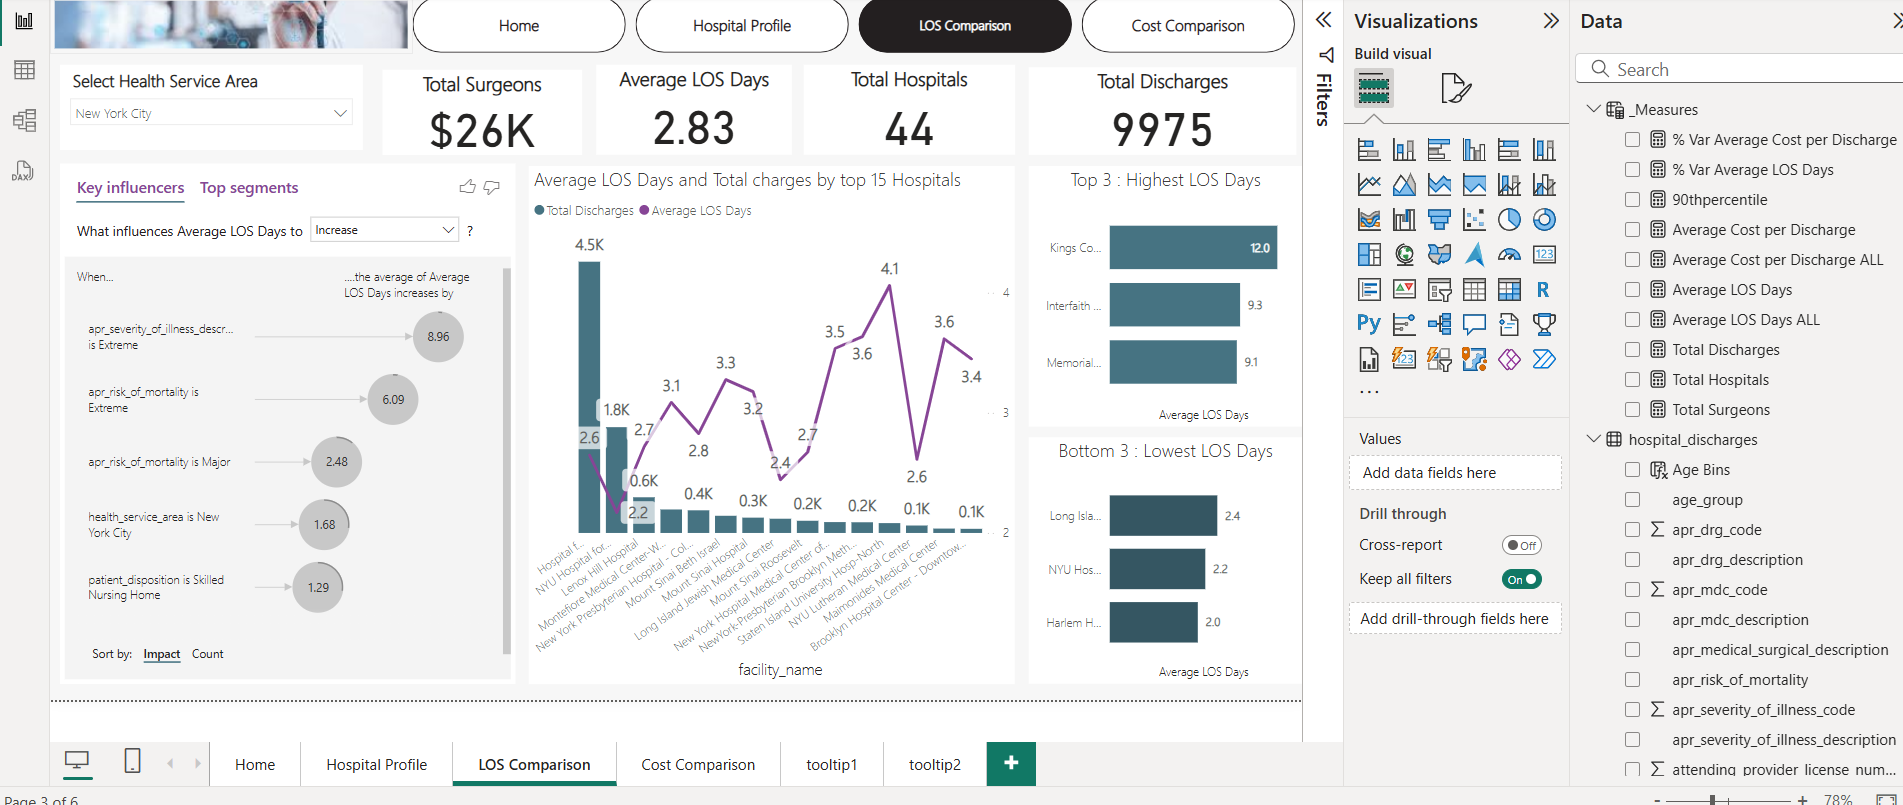 Home
Hospital Profile
LOS Comparison
Cost Comparison
Select Health Service Area
New York City
Total Surgeons
$26K
Average LOS Days
2.83
Total Hospitals
44
Total Discharges
9975
Key influencers
Top segments
What influences Average LOS Days to
Increase
?
When...
....the average of Average
LOS Days increases by
apr_severity_of_illness_descr...
is Extreme
8.96
apr_risk_of_mortality is
Extreme
6.09
apr_risk_of_mortality is Major
2.48
health_service_area is New
York City
1.68
patient_disposition is Skilled
Nursing Home
1.29
Sort by: Impact Count
Average LOS Days and Total charges by top 15 Hospitals
Total Discharges Average LOS Days
4.5K
1.8K
0.6K
0.4K
0.3K
0.2K
0.2K
0.1K
0.1K
2.6
2.2
2.7
3.1
2.8
3.3
3.2
2.4
2.7
3.5
3.6
4.1
2.6
3.6
3.4
4
3
2
Hospital f...
NYU Hospital for...
Lenox Hill Hospital
Montefiore Medical Center-W...
New York Presbyterian Hospital - Col...
Mount Sinai Beth Israel
Mount Sinai Hospital
Long Island Jewish Medical Center
Mount Sinai Roosevelt
New York Hospital Medical Center of...
NewYork-Presbyterian Brooklyn Meth...
Staten Island University Hosp-North
NYU Lutheran Medical Center
Maimonides Medical Center
Brooklyn Hospital Center - Downtow...
facility_name
Top 3 : Highest LOS Days
Kings Co...
12.0
Interfaith ...
9.3
Memorial...
9.1
Average LOS Days
Bottom 3 : Lowest LOS Days
Long Isla...
2.4
NYU Hos...
2.2
Harlem H...
2.0
Average LOS Days
Filters
Visualizations
Build visual
123
R
Py
123
...
Values
Add data fields here
Drill through
Cross-report
Off
Keep all filters
On
Add drill-through fields here
Data
Search
_Measures
% Var Average Cost per Discharge
% Var Average LOS Days
90thpercentile
Average Cost per Discharge
Average Cost per Discharge ALL
Average LOS Days
Average LOS Days ALL
Total Discharges
Total Hospitals
Total Surgeons
hospital_discharges
Age Bins
age_group
apr_drg_code
apr_drg_description
apr_mdc_code
apr_mdc_description
apr_medical_surgical_description
apr_risk_of_mortality
apr_severity_of_illness_code
apr_severity_of_illness_description
attending_provider_license_num...
DAX
Home
Hospital Profile
LOS Comparison
Cost Comparison
tooltip1
tooltip2
+
Page 3 of 6
- + 78%